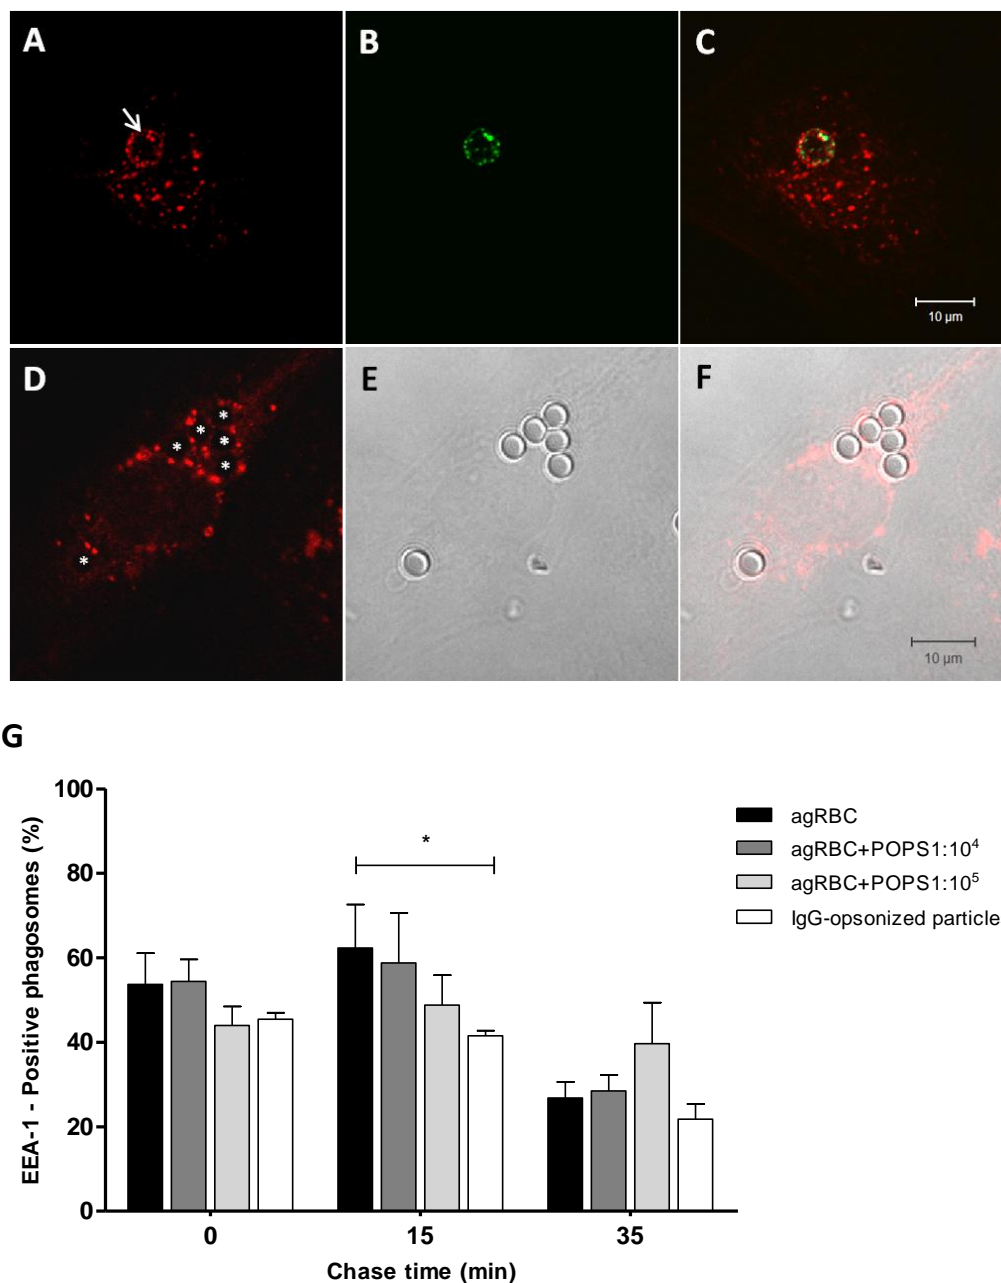 A
B
C
10 µm
D
E
F
* * * * * *
10 µm
G
EEA-1 - Positive phagosomes (%)
100
80
60
40
20
0
*
agRBC
agRBC+POPS1:10⁴
agRBC+POPS1:10⁵
IgG-opsonized particle
0 15 35
Chase time (min)